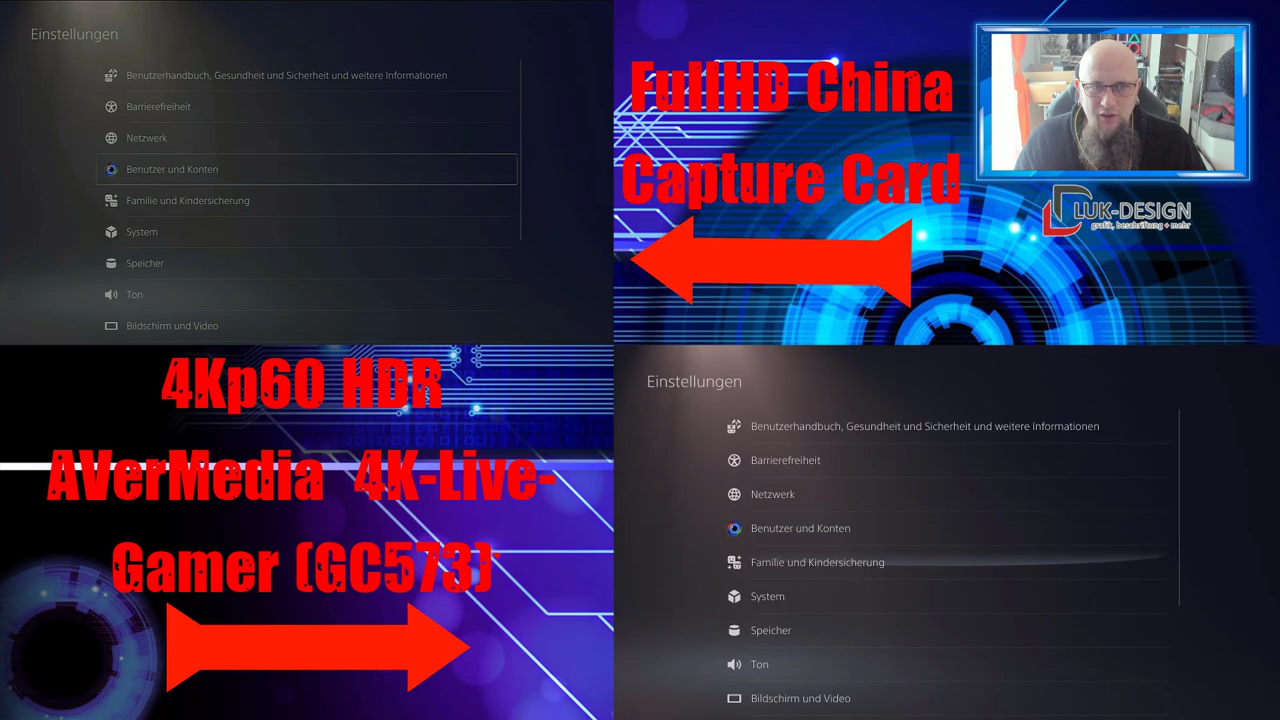 Einstellungen
Benutzerhandbuch, Gesundheit und Sicherheit und weitere Informationen
Barrierefreiheit
Netzwerk
Benutzer und Konten
Familie und Kindersicherung
System
Speicher
Ton
Bildschirm und Video
FullHD China
Capture Card
LUK-DESIGN
grafik, beschriftung + mehr
4Kp60 HDR
AVerMedia 4K-Live-
Gamer (GC573)
Einstellungen
Benutzerhandbuch, Gesundheit und Sicherheit und weitere Informationen
Barrierefreiheit
Netzwerk
Benutzer und Konten
Familie und Kindersicherung
System
Speicher
Ton
Bildschirm und Video